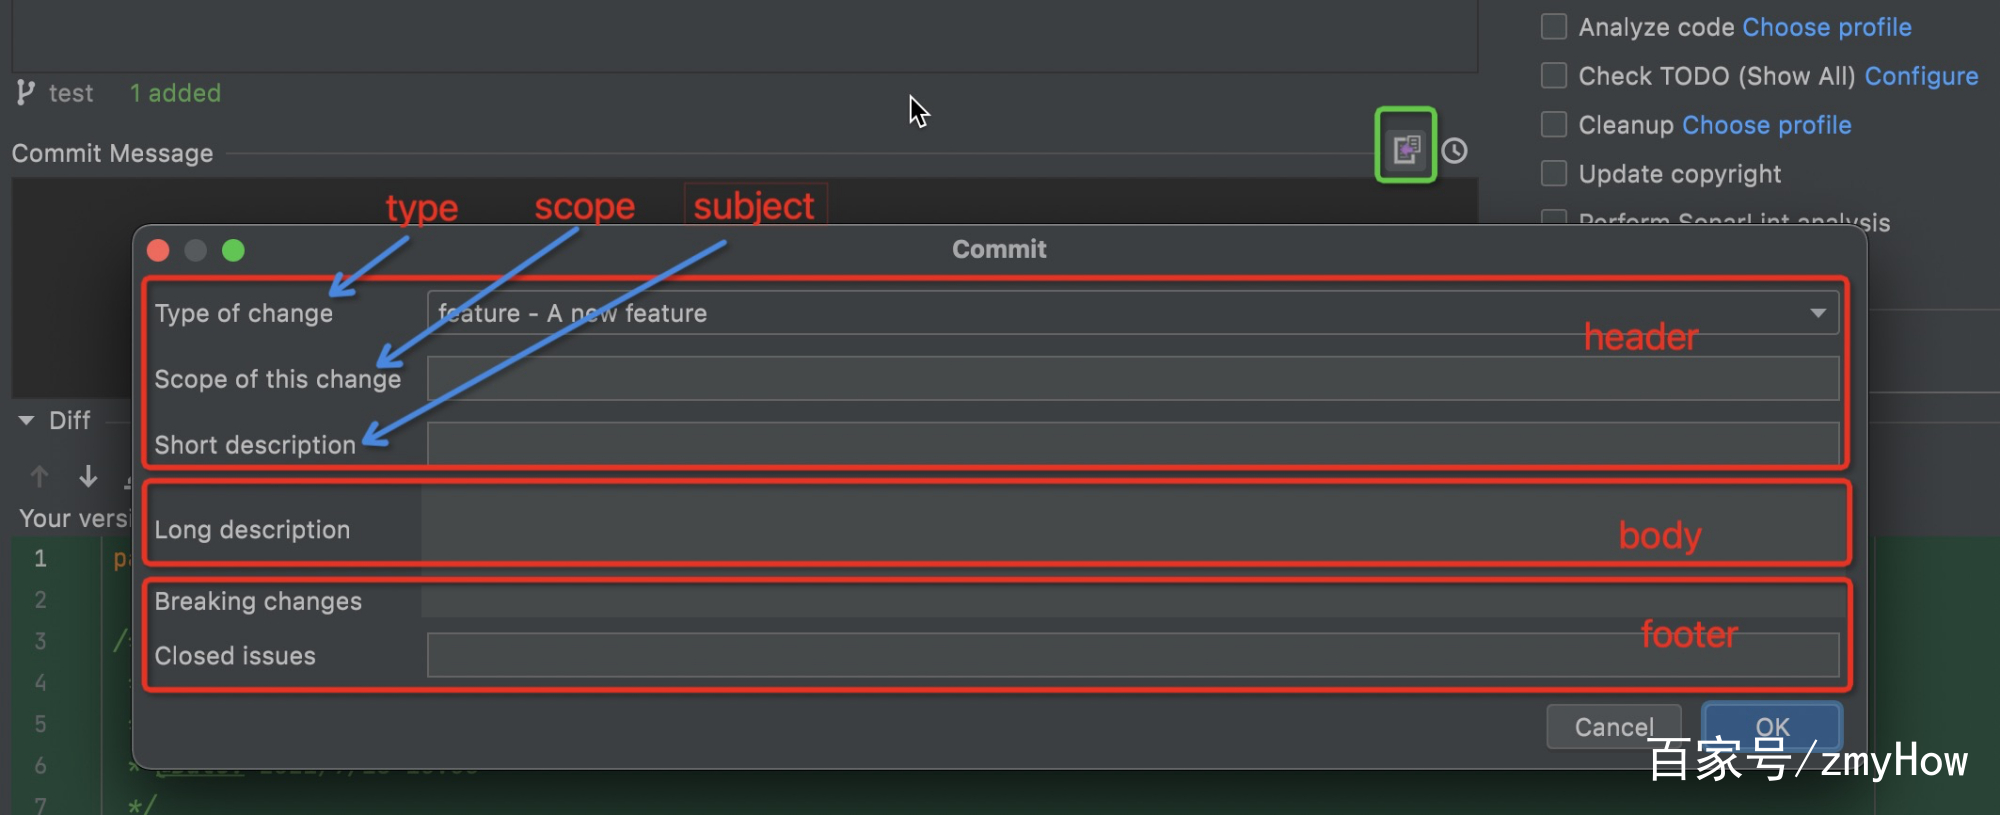 Analyze code Choose profile
test 1 added
Check TODO (Show All) Configure
Cleanup Choose profile
Commit Message
Update copyright
type scope subject
Perform SonarLint analysis
Commit
Type of change feature - A new feature
header
Scope of this change
Diff
Short description
Your versi
Long description
body
1 pa
Breaking changes
2
footer
3 /*
Closed issues
4
5
Cancel OK
6 *
百家号/zmyHow
7 */